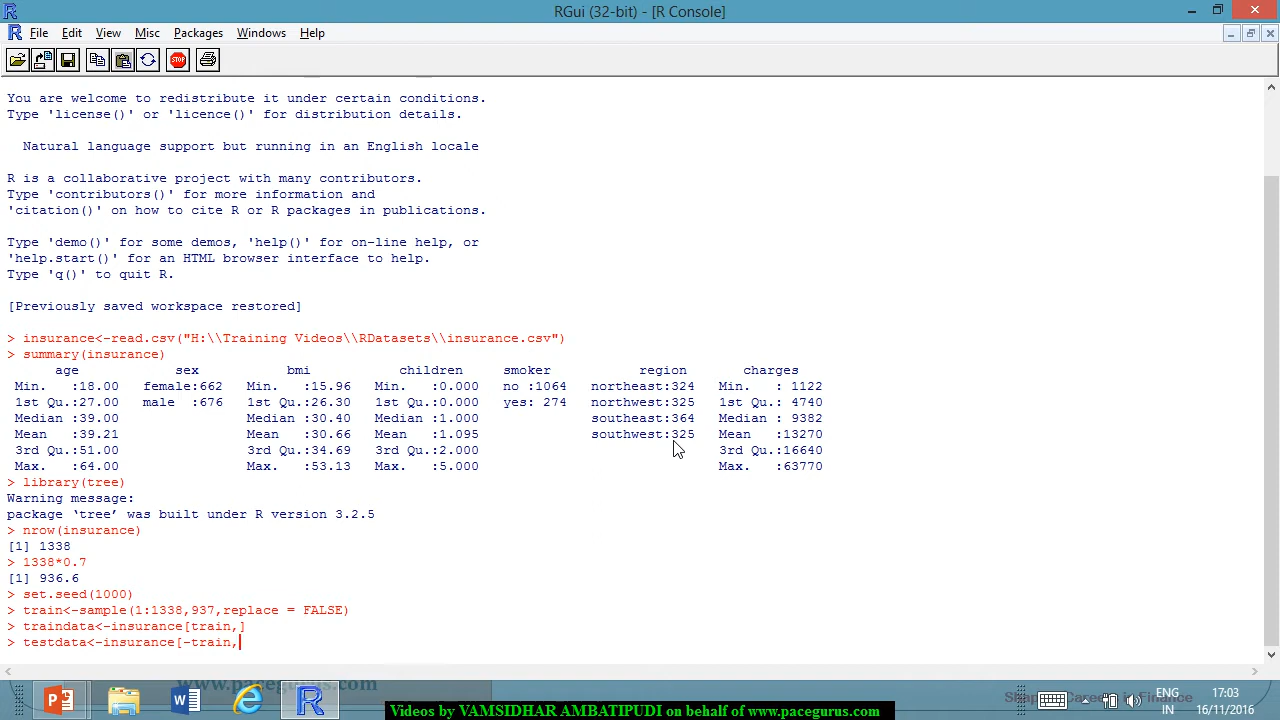 RGui (32-bit) - [R Console]
File Edit View Misc Packages Windows Help
STOP
You are welcome to redistribute it under certain conditions.
Type 'license()' or 'licence()' for distribution details.
Natural language support but running in an English locale
R is a collaborative project with many contributors.
Type 'contributors()' for more information and
'citation()' on how to cite R or R packages in publications.
Type 'demo()' for some demos, 'help()' for on-line help, or
'help.start()' for an HTML browser interface to help.
Type 'q()' to quit R.
[Previously saved workspace restored]
> insurance<-read.csv("H:\\Training Videos\\RDatasets\\insurance.csv")
> summary(insurance)
age sex bmi children smoker region charges
Min. :18.00 female:662 Min. :15.96 Min. :0.000 no :1064 northeast:324 Min. : 1122
1st Qu.:27.00 male :676 1st Qu.:26.30 1st Qu.:0.000 yes: 274 northwest:325 1st Qu.: 4740
Median :39.00 Median :30.40 Median :1.000 southeast:364 Median : 9382
Mean :39.21 Mean :30.66 Mean :1.095 southwest:325 Mean :13270
3rd Qu.:51.00 3rd Qu.:34.69 3rd Qu.:2.000 3rd Qu.:16640
Max. :64.00 Max. :53.13 Max. :5.000 Max. :63770
> library(tree)
Warning message:
package ‘tree’ was built under R version 3.2.5
> nrow(insurance)
[1] 1338
> 1338*0.7
[1] 936.6
> set.seed(1000)
> train<-sample(1:1338,937,replace = FALSE)
> traindata<-insurance[train,]
> testdata<-insurance[-train,
www.pacegurus.com
ENG 17:03
IN 16/11/2016
Videos by VAMSIDHAR AMBATIPUDI on behalf of www.pacegurus.com